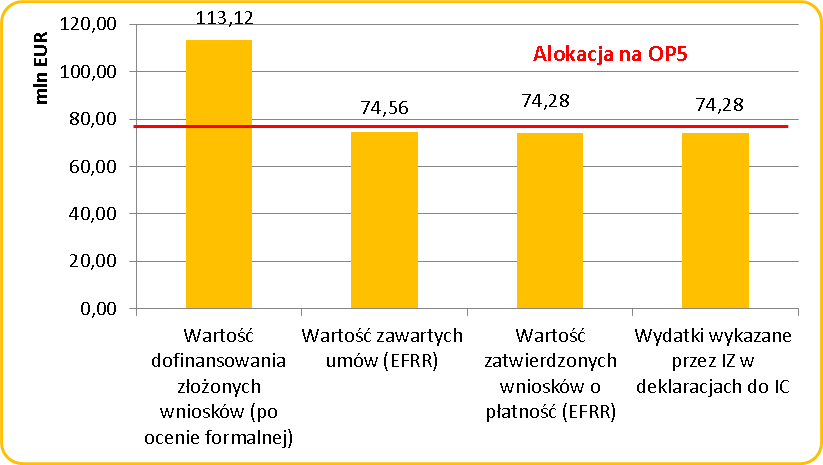 mln EUR
120,00
100,00
80,00
60,00
40,00
20,00
0,00
113,12
74,56
74,28
74,28
Alokacja na OP5
Wartość
dofinansowania
złożonych
wniosków (po
ocenie formalnej)
Wartość zawartych
umów (EFRR)
Wartość
zatwierdzonych
wniosków o
płatność (EFRR)
Wydatki wykazane
przez IZ w
deklaracjach do IC